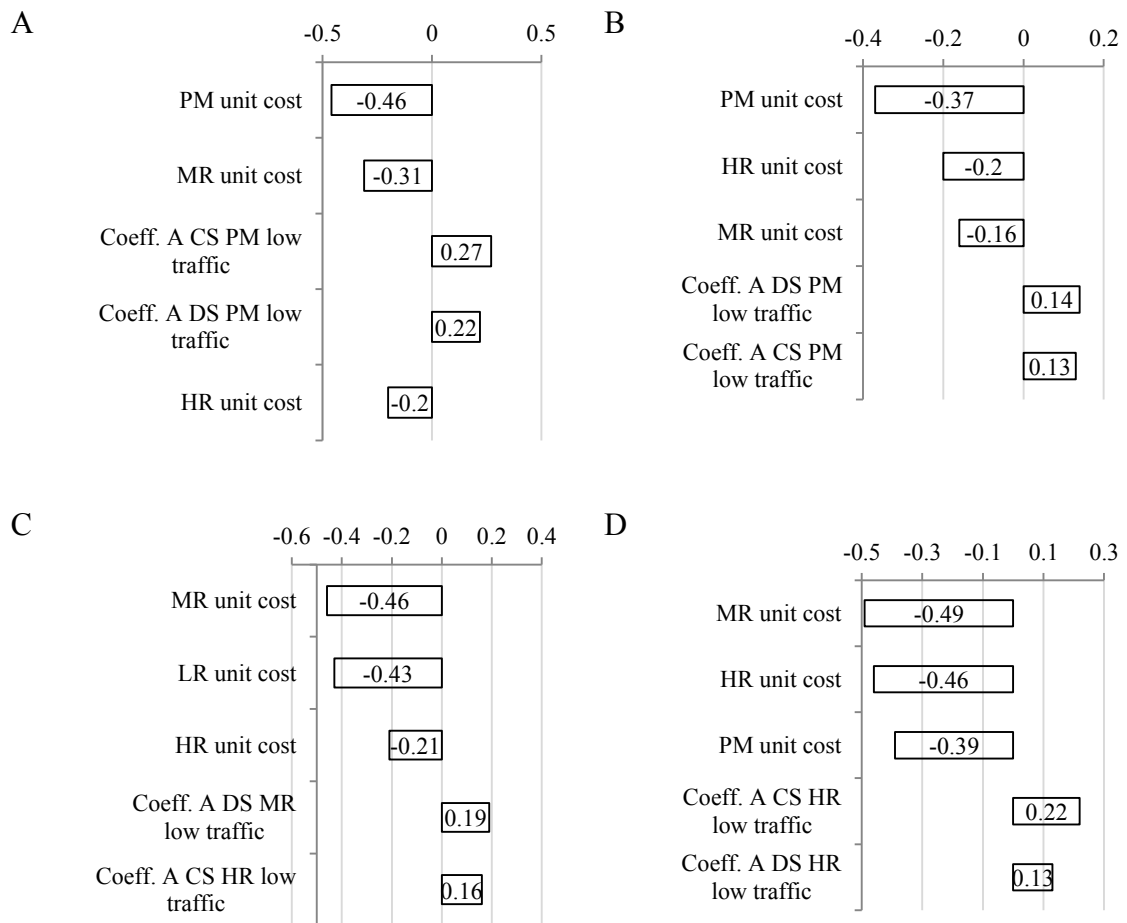 A
-0.5 0 0.5
PM unit cost
-0.46
MR unit cost
-0.31
Coeff. A CS PM low
traffic
0.27
Coeff. A DS PM low
traffic
0.22
HR unit cost
-0.2
B
-0.4 -0.2 0 0.2
PM unit cost
-0.37
HR unit cost
-0.2
MR unit cost
-0.16
Coeff. A DS PM
low traffic
0.14
Coeff. A CS PM
low traffic
0.13
C
-0.6 -0.4 -0.2 0 0.2 0.4
MR unit cost
-0.46
LR unit cost
-0.43
HR unit cost
-0.21
Coeff. A DS MR
low traffic
0.19
Coeff. A CS HR low
traffic
0.16
D
-0.5 -0.3 -0.1 0.1 0.3
MR unit cost
-0.49
HR unit cost
-0.46
PM unit cost
-0.39
Coeff. A CS HR
low traffic
0.22
Coeff. A DS HR
low traffic
0.13